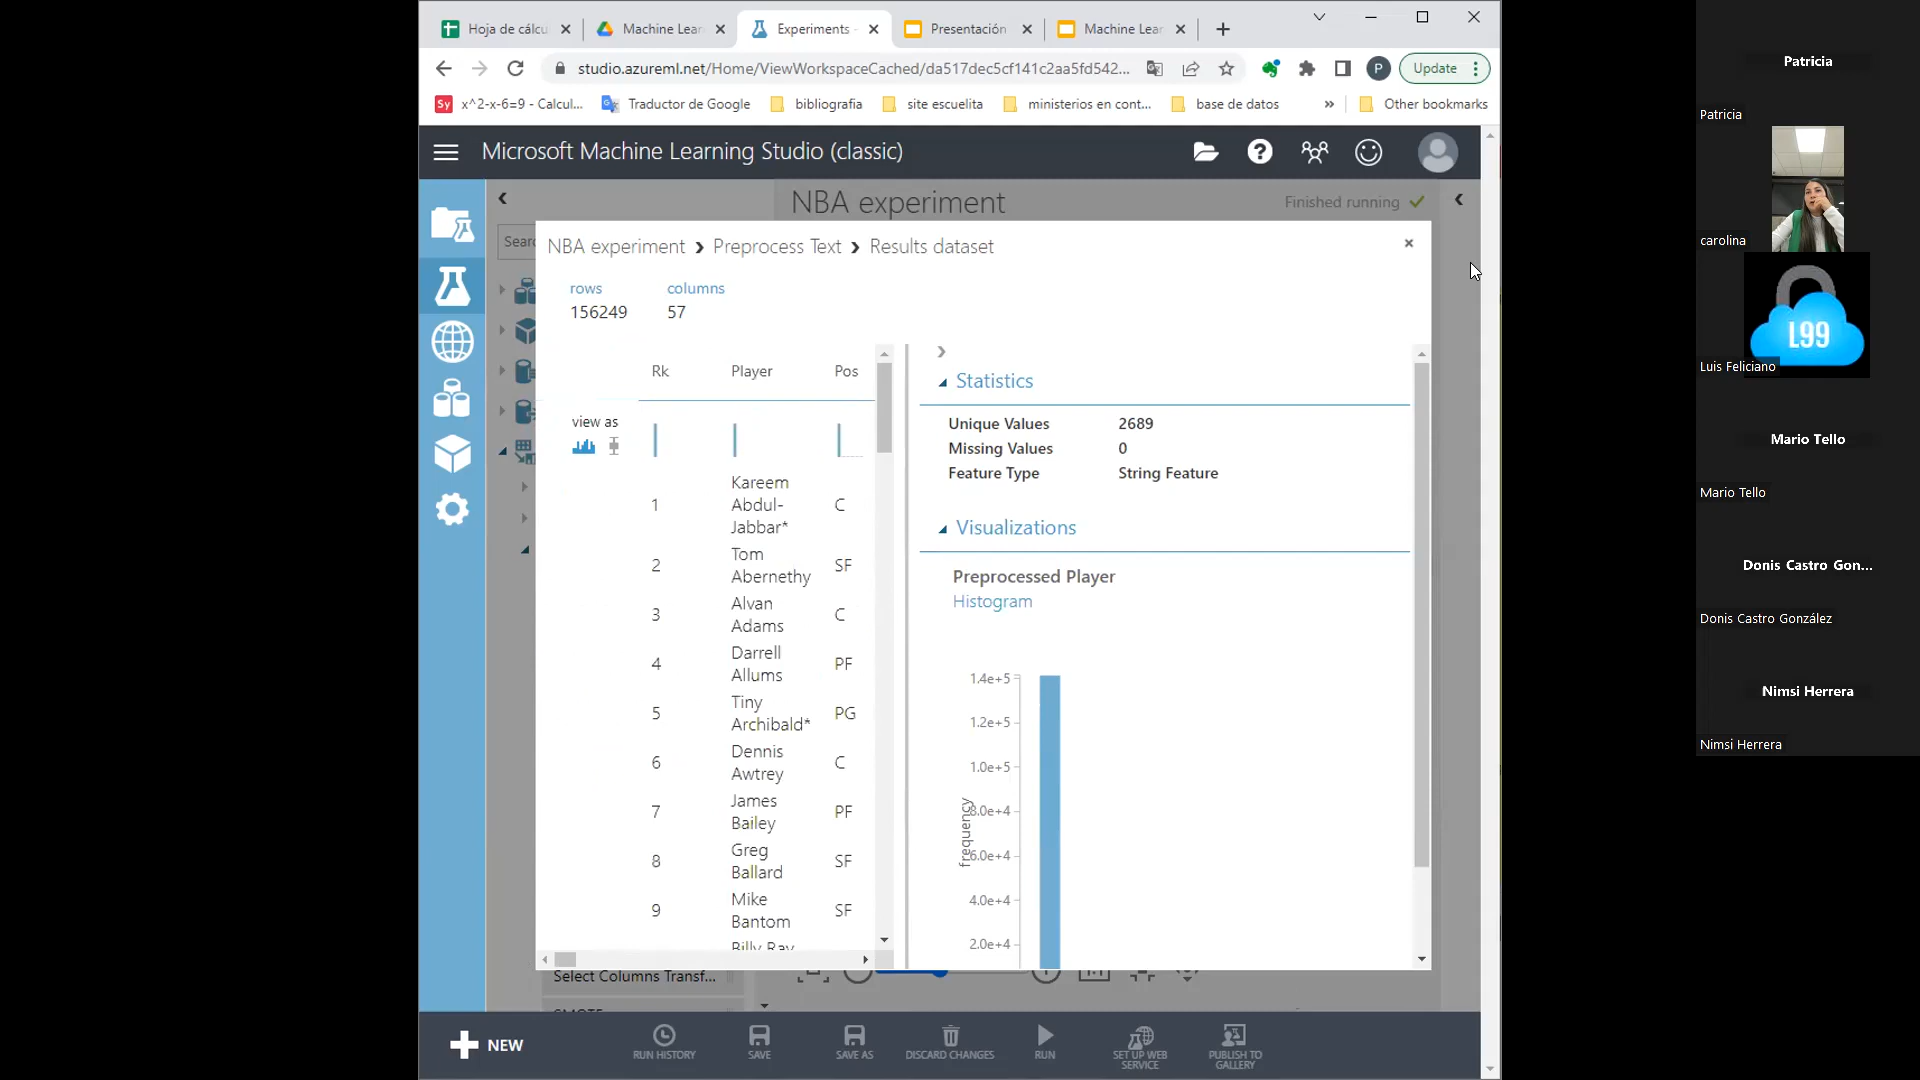 Hoja de cálcu
Machine Lear
Experiments -
Presentación
Machine Lear
studio.azureml.net/Home/ViewWorkspaceCached/da517dec5cf141c2aa5fd542...
P
Update
Sy
x^2-x-6=9 - Calcul...
Traductor de Google
bibliografia
site escuelita
ministerios en cont...
base de datos
»
Other bookmarks
Microsoft Machine Learning Studio (classic)
NBA experiment
Finished running
Sear
NBA experiment › Preprocess Text › Results dataset
rows
columns
156249
57
Rk
Player
Pos
view as
1
Kareem
Abdul-
Jabbar*
C
2
Tom
Abernethy
SF
3
Alvan
Adams
C
4
Darrell
Allums
PF
5
Tiny
Archibald*
PG
6
Dennis
Awtrey
C
7
James
Bailey
PF
8
Greg
Ballard
SF
9
Mike
Bantom
SF
Billy Ray
Statistics
Unique Values 2689
Missing Values 0
Feature Type String Feature
Visualizations
Preprocessed Player
Histogram
frequency
1.4e+5
1.2e+5
1.0e+5
8.0e+4
6.0e+4
4.0e+4
2.0e+4
Select Columns Transf...
SMOTE
NEW
RUN HISTORY
SAVE
SAVE AS
DISCARD CHANGES
RUN
SET UP WEB
SERVICE
PUBLISH TO
GALLERY
Patricia
Patricia
carolina
L99
Luis Feliciano
Mario Tello
Mario Tello
Donis Castro Gon...
Donis Castro González
Nimsi Herrera
Nimsi Herrera